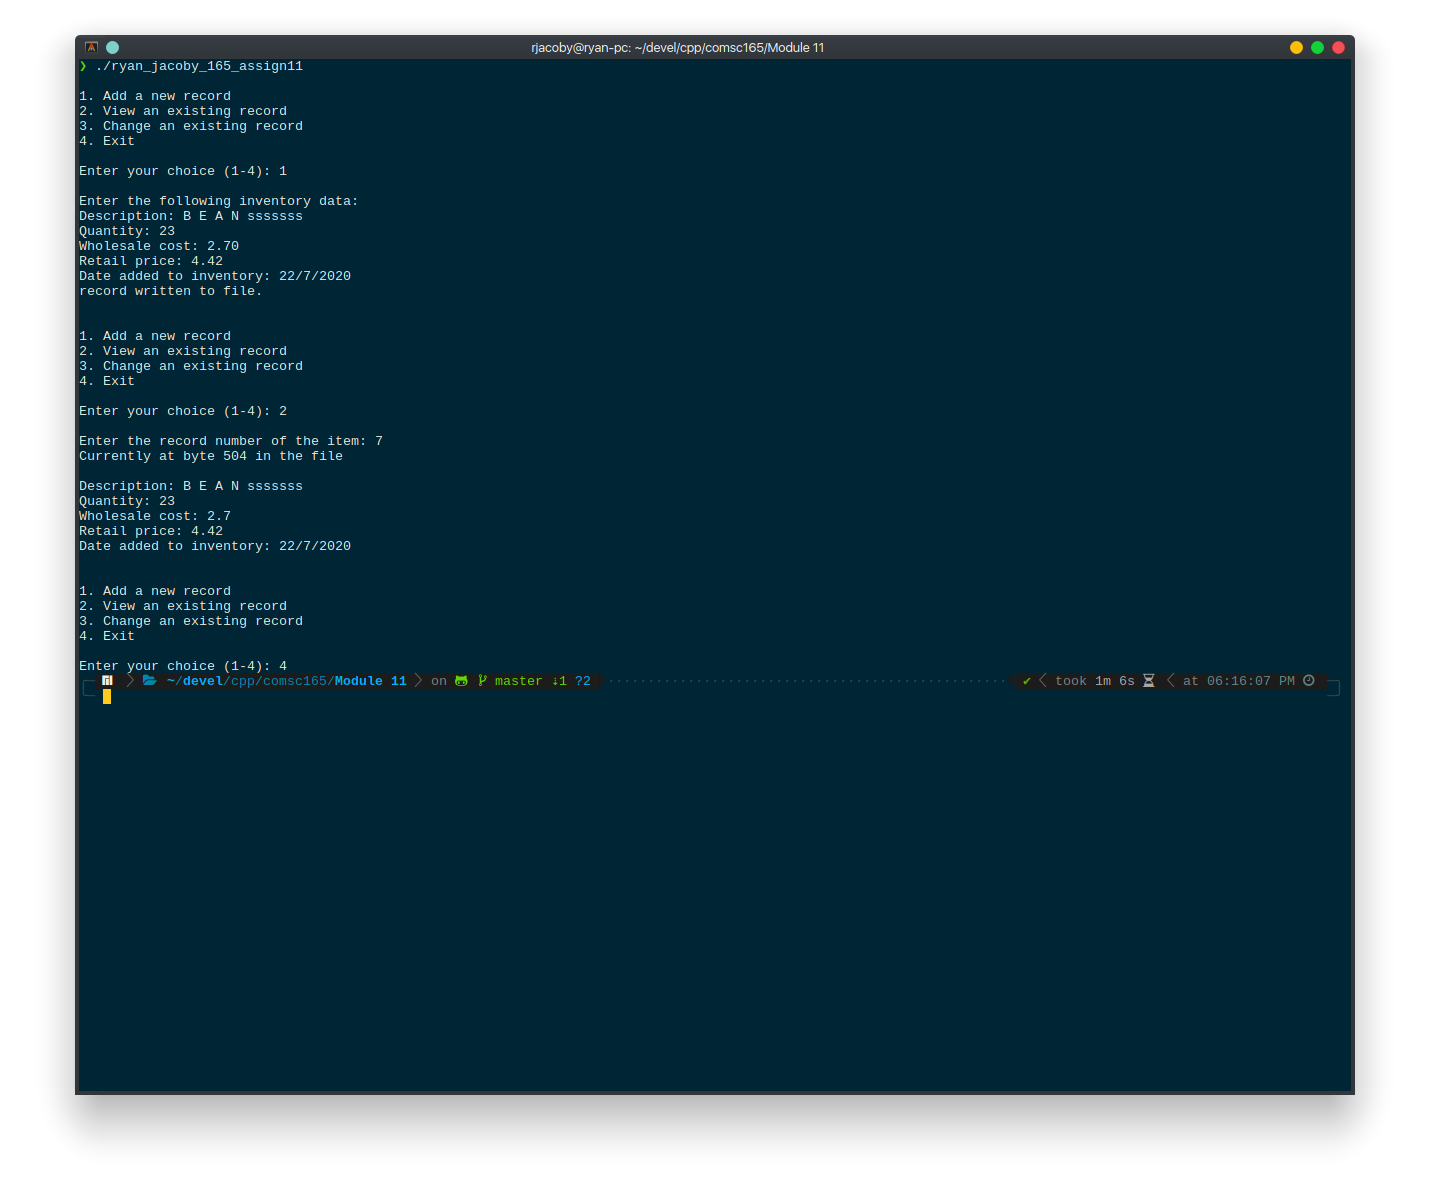 rjacoby@ryan-pc: ~/devel/cpp/comsc165/Module 11
❯ ./ryan_jacoby_165_assign11
1. Add a new record
2. View an existing record
3. Change an existing record
4. Exit
Enter your choice (1-4): 1
Enter the following inventory data:
Description: B E A N sssssss
Quantity: 23
Wholesale cost: 2.70
Retail price: 4.42
Date added to inventory: 22/7/2020
record written to file.
1. Add a new record
2. View an existing record
3. Change an existing record
4. Exit
Enter your choice (1-4): 2
Enter the record number of the item: 7
Currently at byte 504 in the file
Description: B E A N sssssss
Quantity: 23
Wholesale cost: 2.7
Retail price: 4.42
Date added to inventory: 22/7/2020
1. Add a new record
2. View an existing record
3. Change an existing record
4. Exit
Enter your choice (1-4): 4
~/devel/cpp/comsc165/Module 11 on master ⇣1 ?2 ✔ took 1m 6s at 06:16:07 PM